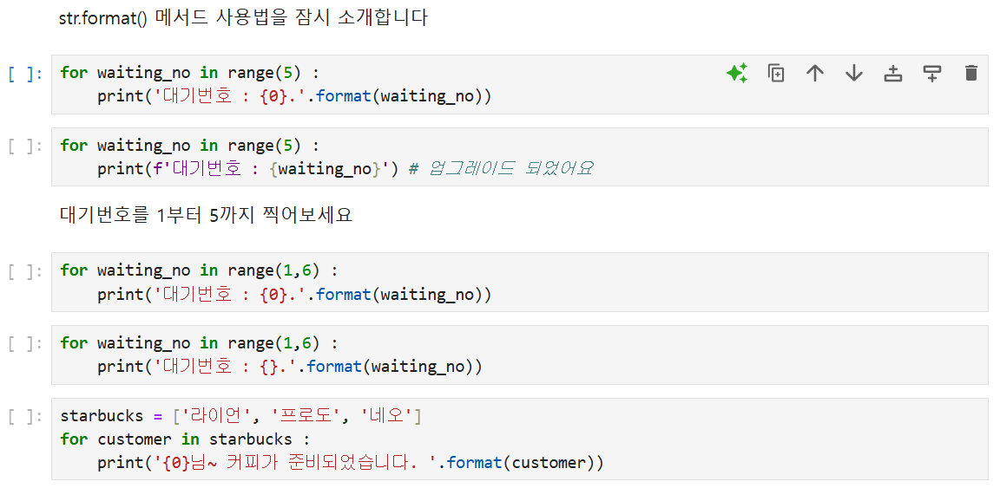 str.format() 메서드 사용법을 잠시 소개합니다
[ ]: for waiting_no in range(5) :
print('대기번호 : {0}.'.format(waiting_no))
[ ]: for waiting_no in range(5) :
print(f'대기번호 : {waiting_no}') # 업그레이드 되었어요
대기번호를 1부터 5까지 찍어보세요
[ ]: for waiting_no in range(1,6) :
print('대기번호 : {0}.'.format(waiting_no))
[ ]: for waiting_no in range(1,6) :
print('대기번호 : {}.'.format(waiting_no))
[ ]: starbucks = ['라이언', '프로도', '네오']
for customer in starbucks :
print('{0}님~ 커피가 준비되었습니다. '.format(customer))